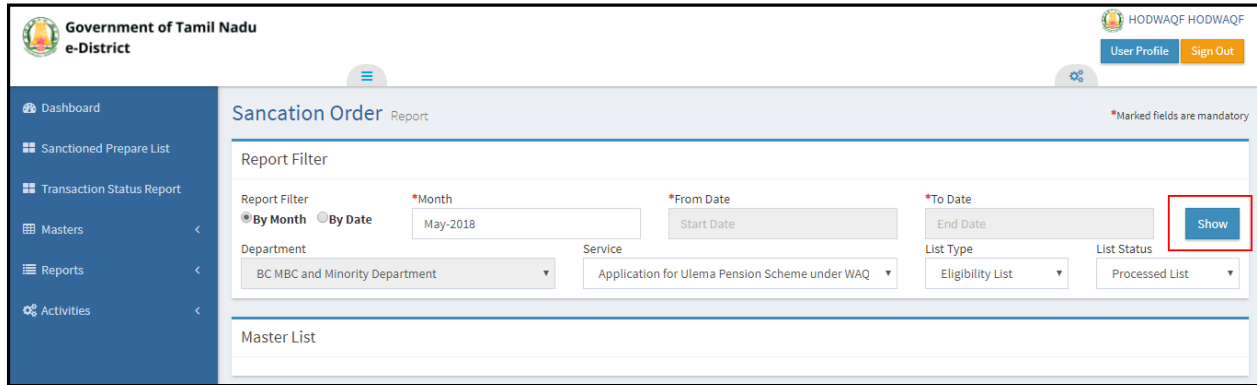 Government of Tamil Nadu
e-District
HODWAQF HODWAQF
User Profile
Sign Out
Dashboard
Sanctioned Prepare List
Transaction Status Report
Masters
Reports
Activities
Sancation Order Report
*Marked fields are mandatory
Report Filter
Report Filter
By Month By Date
*Month
May-2018
*From Date
Start Date
*To Date
End Date
Show
Department
BC MBC and Minority Department
Service
Application for Ulema Pension Scheme under WAQ
List Type
Eligibility List
List Status
Processed List
Master List